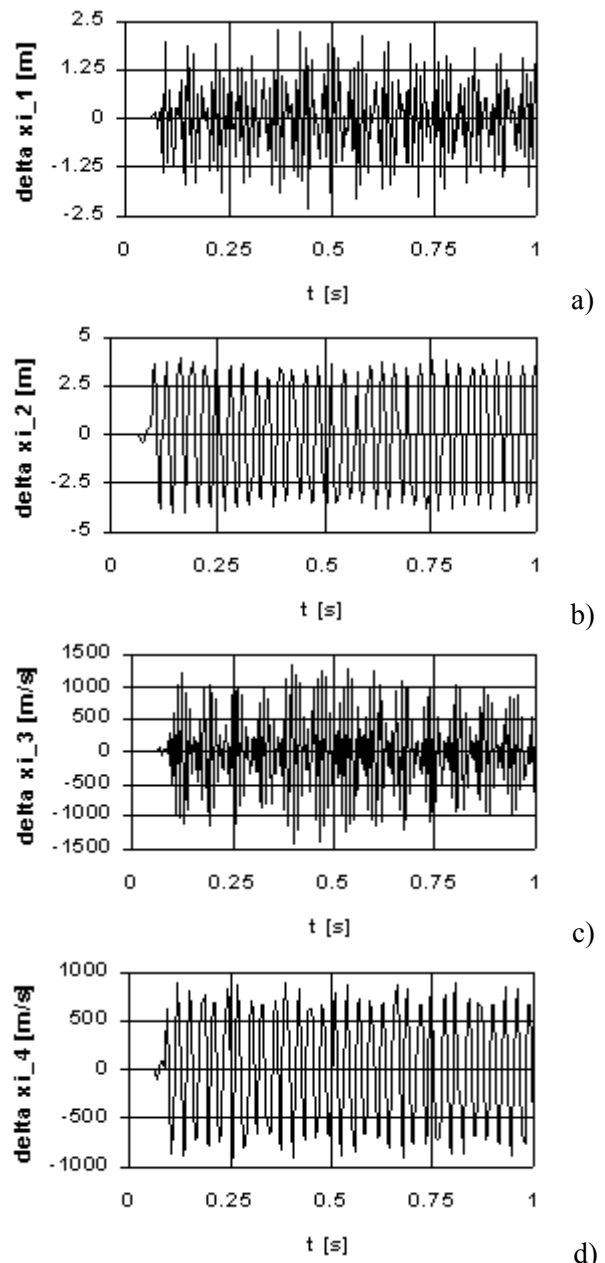 2.5
1.25
0
-1.25
-2.5
delta xi_1 [m]
0 0.25 0.5 0.75 1
t [s]
a)
5
2.5
0
-2.5
-5
delta xi_2 [m]
0 0.25 0.5 0.75 1
t [s]
b)
1500
1000
500
0
-500
-1000
-1500
delta xi_3 [m/s]
0 0.25 0.5 0.75 1
t [s]
c)
1000
500
0
-500
-1000
delta xi_4 [m/s]
0 0.25 0.5 0.75 1
t [s]
d)